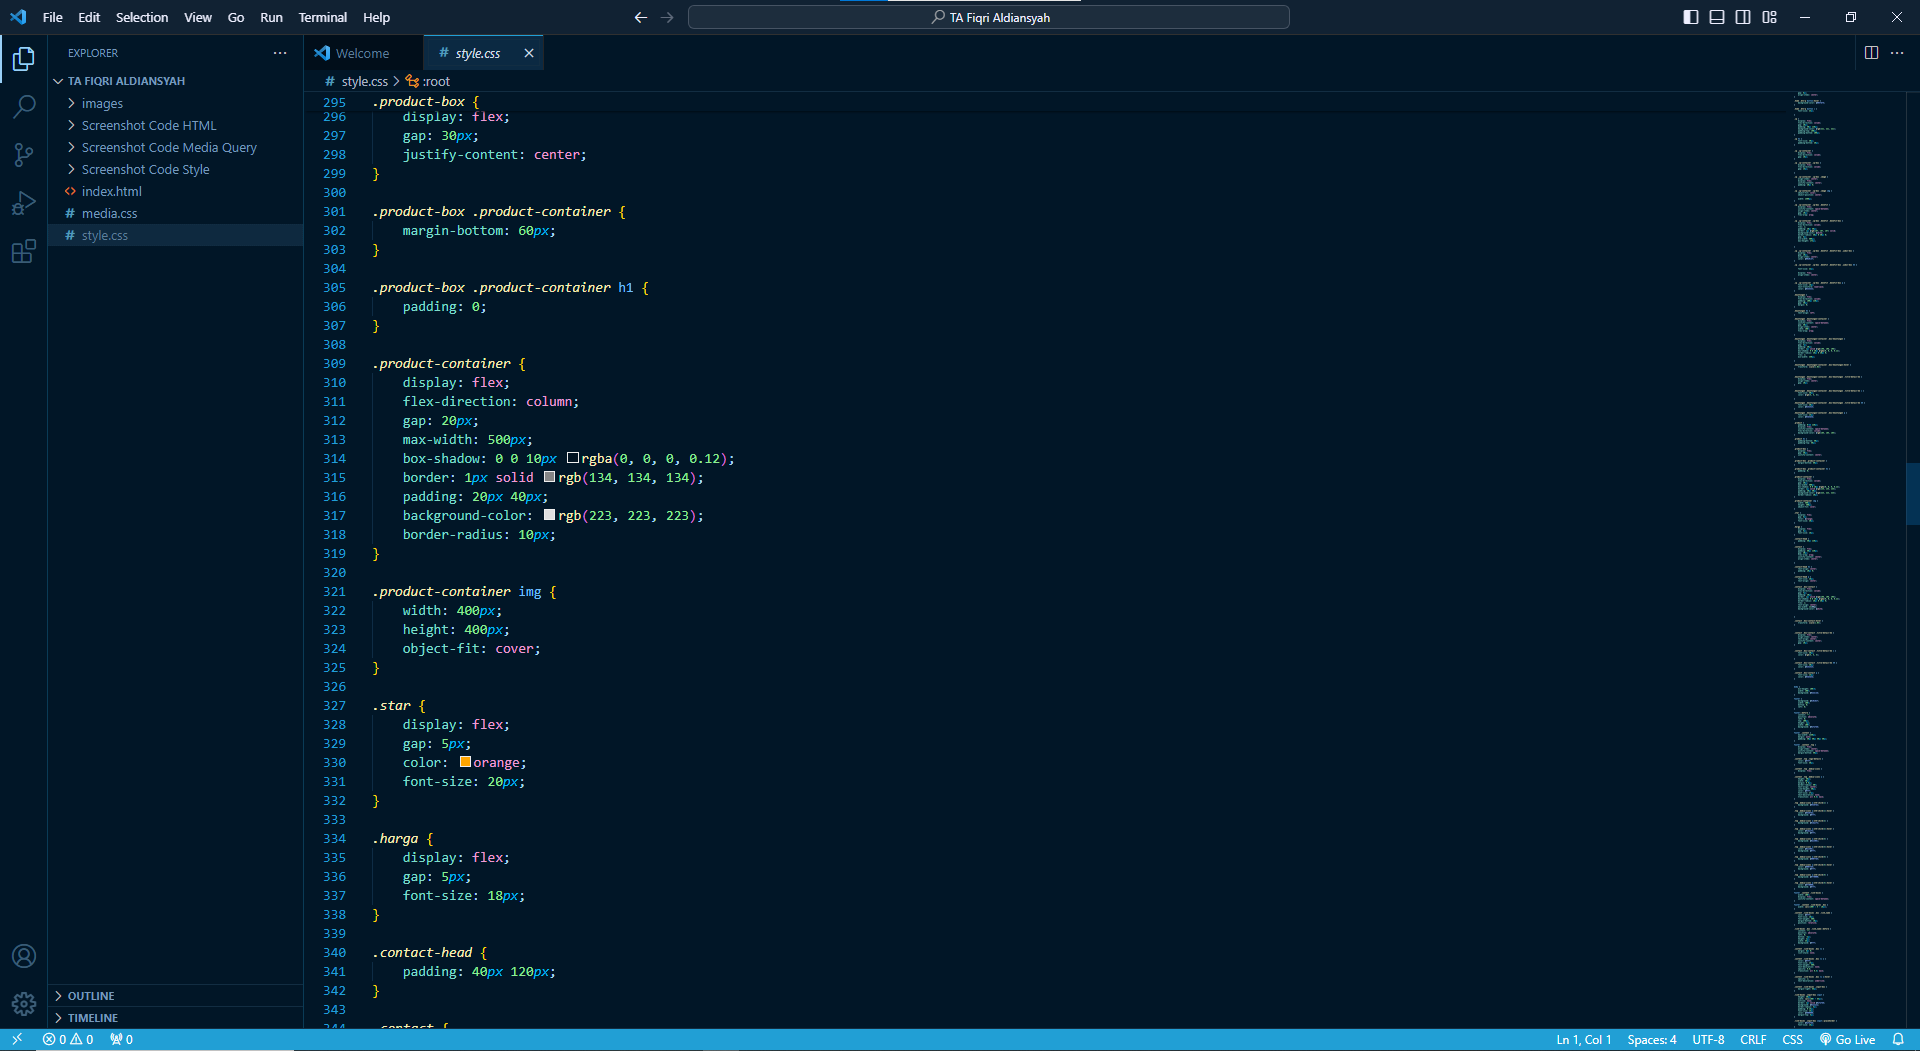 File Edit Selection View Go Run Terminal Help
TA Fiqri Aldiansyah
EXPLORER
TA FIQRI ALDIANSYAH
images
Screenshot Code HTML
Screenshot Code Media Query
Screenshot Code Style
index.html
# media.css
# style.css
OUTLINE
TIMELINE
Welcome
# style.css
# style.css > :root
295 .product-box {
296 display: flex;
297 gap: 30px;
298 justify-content: center;
299 }
300
301 .product-box .product-container {
302 margin-bottom: 60px;
303 }
304
305 .product-box .product-container h1 {
306 padding: 0;
307 }
308
309 .product-container {
310 display: flex;
311 flex-direction: column;
312 gap: 20px;
313 max-width: 500px;
314 box-shadow: 0 0 10px rgba(0, 0, 0, 0.12);
315 border: 1px solid rgb(134, 134, 134);
316 padding: 20px 40px;
317 background-color: rgb(223, 223, 223);
318 border-radius: 10px;
319 }
320
321 .product-container img {
322 width: 400px;
323 height: 400px;
324 object-fit: cover;
325 }
326
327 .star {
328 display: flex;
329 gap: 5px;
330 color: orange;
331 font-size: 20px;
332 }
333
334 .harga {
335 display: flex;
336 gap: 5px;
337 font-size: 18px;
338 }
339
340 .contact-head {
341 padding: 40px 120px;
342 }
343
344 .contact {
0 0 0
Ln 1, Col 1 Spaces: 4 UTF-8 CRLF CSS Go Live